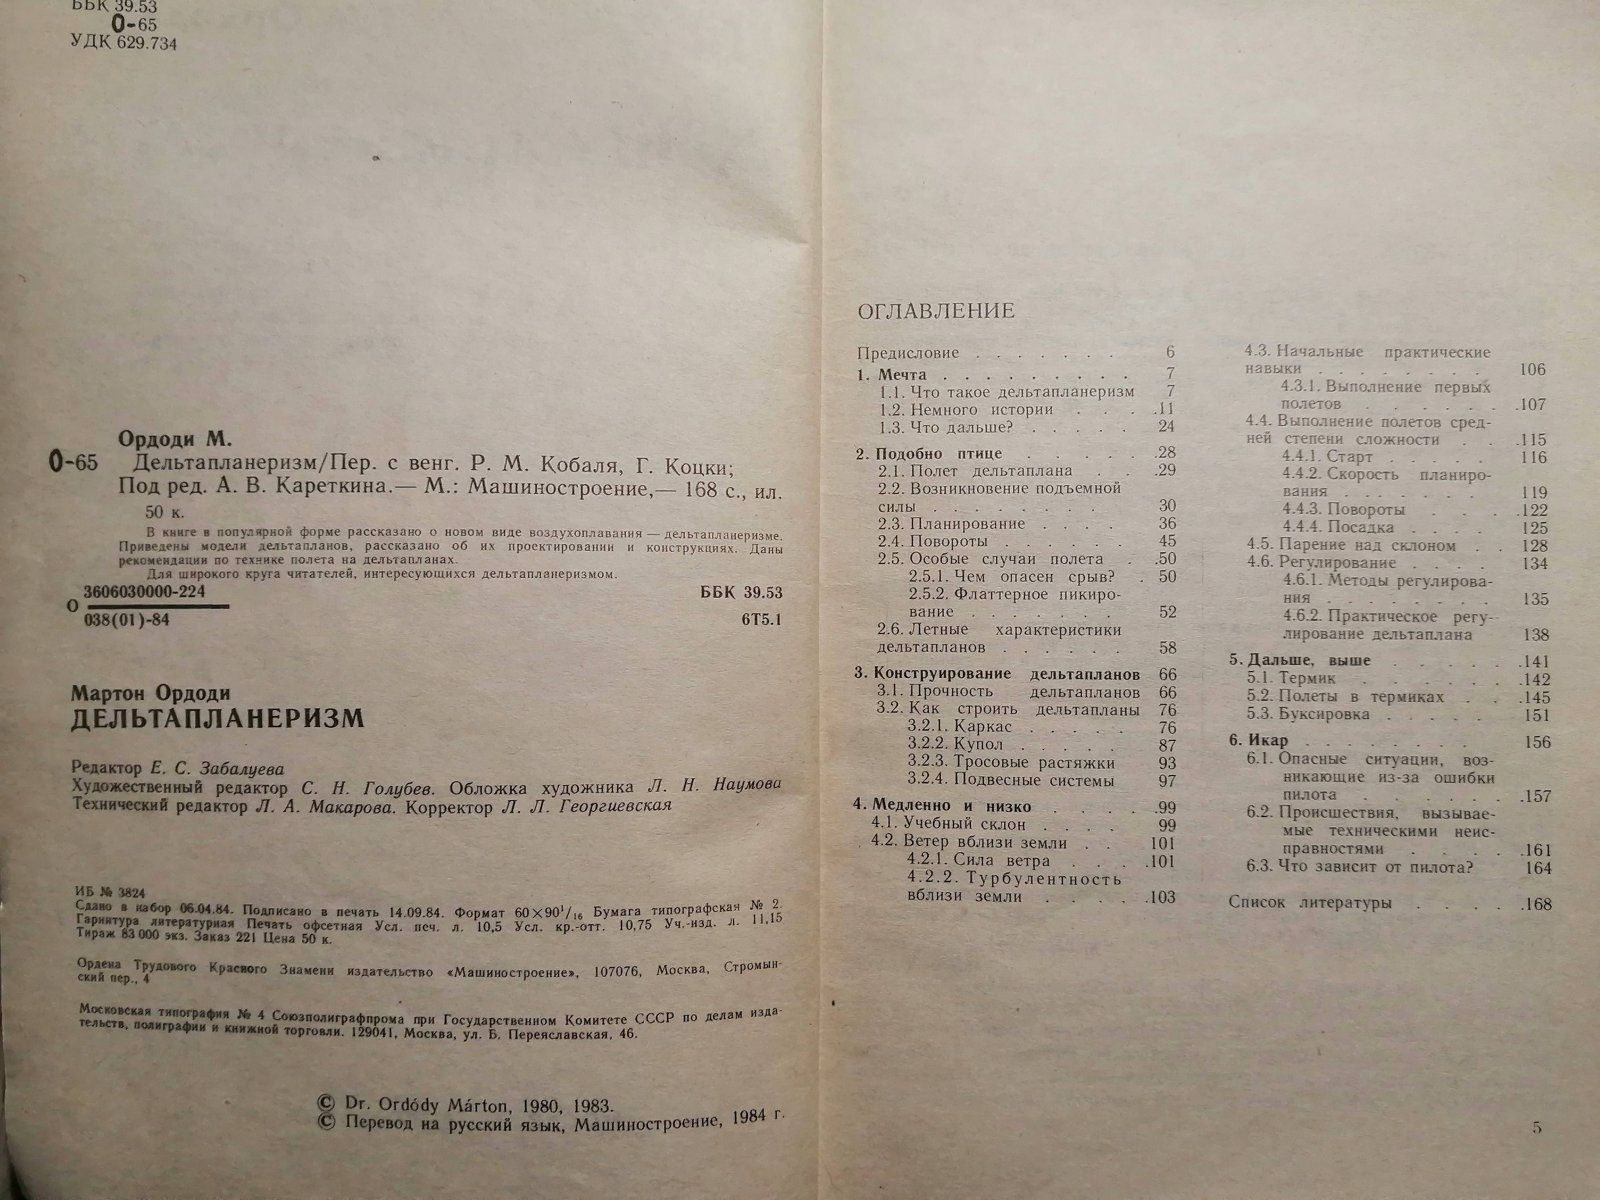 ББК 39.53
О-65
УДК 629.734
Ордоди М.
О-65 Дельтапланеризм/Пер. с венг. Р. М. Кобаля, Г. Коцки;
Под ред. А. В. Кареткина.— М.: Машиностроение,— 168 с., ил.
50 к.
В книге в популярной форме рассказано о новом виде воздухоплавания — дельтапланеризме.
Приведены модели дельтапланов, рассказано об их проектировании и конструкциях. Даны
рекомендации по технике полета на дельтапланах.
Для широкого круга читателей, интересующихся дельтапланеризмом.
О 3606030000-224 ББК 39.53
038(01)-84 6Т5.1
Мартон Ордоди
ДЕЛЬТАПЛАНЕРИЗМ
Редактор Е. С. Забалуева
Художественный редактор С. Н. Голубев. Обложка художника Л. Н. Наумова
Технический редактор Л. А. Макарова. Корректор Л. Л. Георгиевская
ИБ № 3824
Сдано в набор 06.04.84. Подписано в печать 14.09.84. Формат 60×90¹/₁₆ Бумага типографская № 2.
Гарнитура литературная Печать офсетная Усл. печ. л. 10,5 Усл. кр.-отт. 10,75 Уч.-изд. л. 11,15
Тираж 83 000 экз. Заказ 221 Цена 50 к.
Ордена Трудового Красного Знамени издательство «Машиностроение», 107076, Москва, Стромын-
ский пер., 4
Московская типография № 4 Союзполиграфпрома при Государственном Комитете СССР по делам изда-
тельств, полиграфии и книжной торговли. 129041, Москва, ул. Б. Переяславская, 46.
© Dr. Ordódy Márton, 1980, 1983.
© Перевод на русский язык, Машиностроение, 1984 г.
ОГЛАВЛЕНИЕ
Предисловие . . . . . . . 6
1. Мечта . . . . . . . . . 7
1.1. Что такое дельтапланеризм 7
1.2. Немного истории . . . .11
1.3. Что дальше? . . . . . 24
2. Подобно птице . . . . . .28
2.1. Полет дельтаплана . . .29
2.2. Возникновение подъемной
силы . . . . . . . . 30
2.3. Планирование . . . . 36
2.4. Повороты . . . . . . 45
2.5. Особые случаи полета . .50
2.5.1. Чем опасен срыв? . 50
2.5.2. Флаттерное пикиро-
вание . . . . . . . 52
2.6. Летные характеристики
дельтапланов . . . . . . 58
3. Конструирование дельтапланов 66
3.1. Прочность дельтапланов 66
3.2. Как строить дельтапланы 76
3.2.1. Каркас . . . . . 76
3.2.2. Купол . . . . . 87
3.2.3. Тросовые растяжки 93
3.2.4. Подвесные системы 97
4. Медленно и низко . . . . .99
4.1. Учебный склон . . . . 99
4.2. Ветер вблизи земли . . 101
4.2.1. Сила ветра . . . .101
4.2.2. Турбулентность
вблизи земли . . . . .103
4.3. Начальные практические
навыки . . . . . . . . 106
4.3.1. Выполнение первых
полетов . . . . . . .107
4.4. Выполнение полетов сред-
ней степени сложности . . .115
4.4.1. Старт . . . . . 116
4.4.2. Скорость планиро-
вания . . . . . . 119
4.4.3. Повороты . . . .122
4.4.4. Посадка . . . 125
4.5. Парение над склоном . . 128
4.6. Регулирование . . . . 134
4.6.1. Методы регулирова-
ния . . . . . . . 135
4.6.2. Практическое регу-
лирование дельтаплана 138
5. Дальше, выше . . . . . .141
5.1. Термик . . . . . . .142
5.2. Полеты в термиках . . .145
5.3. Буксировка . . . . . 151
6. Икар . . . . . . . . 156
6.1. Опасные ситуации, воз-
никающие из-за ошибки
пилота . . . . . . .157
6.2. Происшествия, вызывае-
мые техническими неис-
правностями . . . . .161
6.3. Что зависит от пилота? 164
Список литературы . . . . .168
5